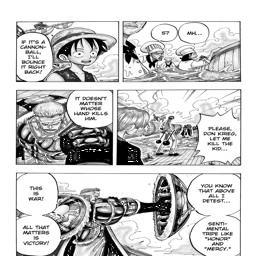 IF IT'S A
CANNON-
BALL,
I'LL
BOUNCE
IT RIGHT
BACK!
MH...
S?
IT DOESN'T
MATTER
WHOSE
HAND KILLS
HIM.
PLEASE,
DON KRIEG,
LET ME
KILL THE
KID...
THIS
IS
WAR!
ALL THAT
MATTERS
IS
VICTORY!
YOU KNOW
THAT ABOVE
ALL I
DETEST...
SENTI-
MENTAL
TRIPE LIKE
"HONOR"
AND
"MERCY."